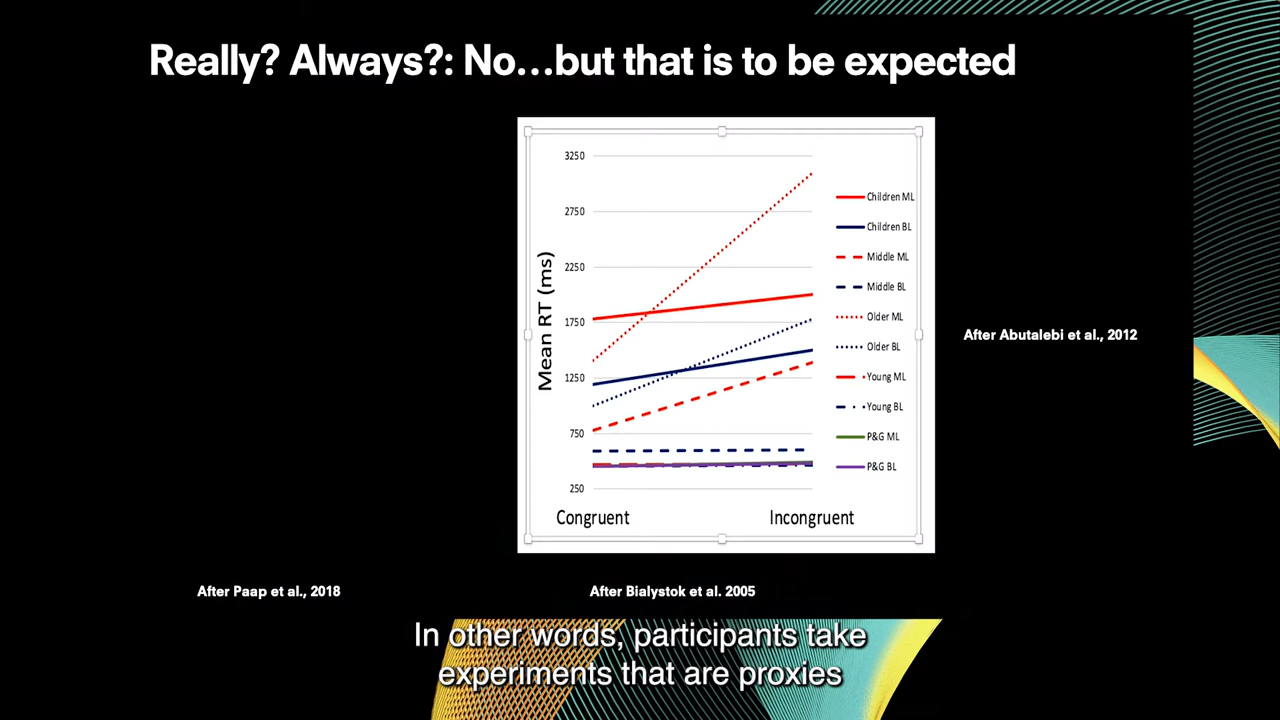 Really? Always?: No...but that is to be expected
3250
2750
2250
1750
1250
750
250
Mean RT (ms)
Congruent
Incongruent
Children ML
Children BL
Middle ML
Middle BL
Older ML
Older BL
Young ML
Young BL
P&G ML
P&G BL
After Abutalebi et al., 2012
After Paap et al., 2018
After Bialystok et al. 2005
In other words, participants take
experiments that are proxies